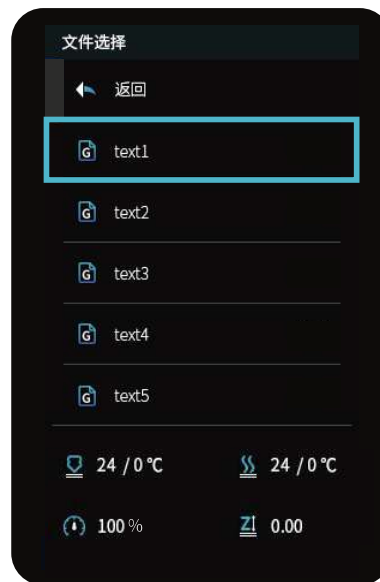 文件选择
返回
G text1
G text2
G text3
G text4
G text5
24 / 0 ℃ 24 / 0 ℃
100 % Z 0.00